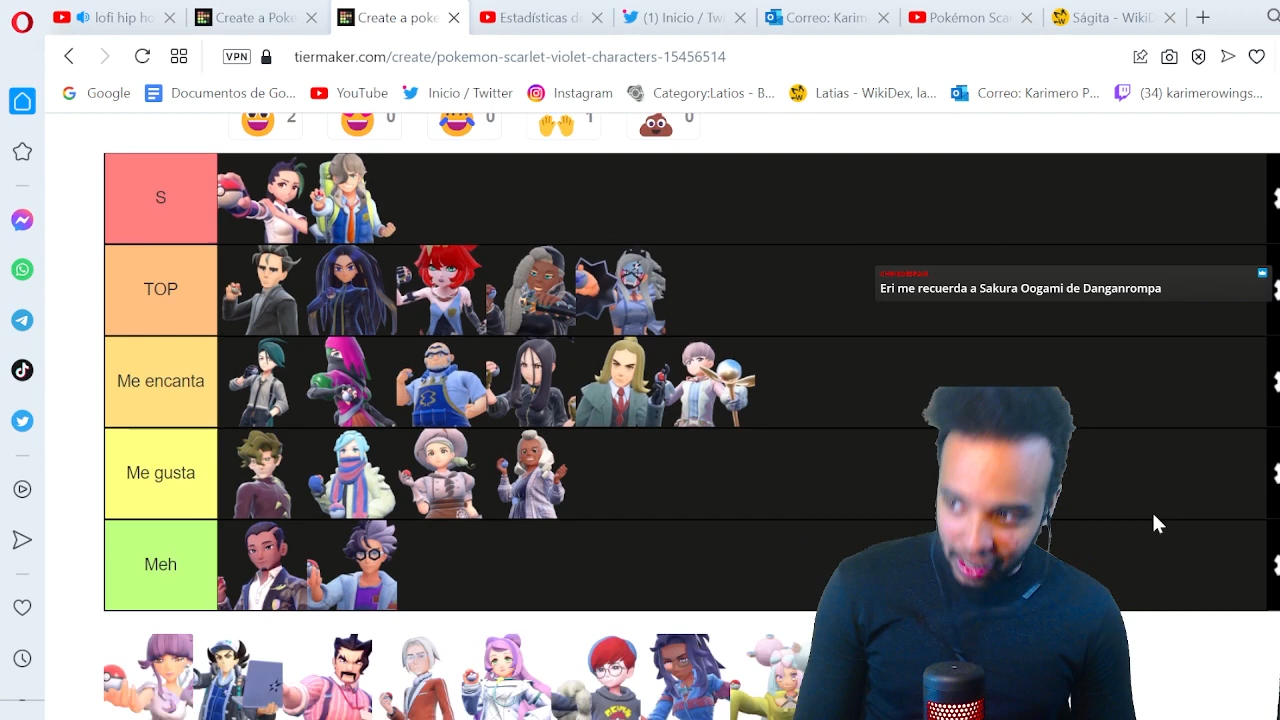 lofi hip ho
Create a Poke
Create a poke
Estadísticas d
(1) Inicio / Tw
Correo: Karim
Pokémon Sca
Ságita - WikiD
VPN
tiermaker.com/create/pokemon-scarlet-violet-characters-15456514
Google
Documentos de Go...
YouTube
Inicio / Twitter
Instagram
Category:Latios - B...
Latias - WikiDex, la...
Correo: Karimero P...
(34) karimerowings...
2
0
0
1
0
S
TOP
Eri me recuerda a Sakura Oogami de Danganrompa
Me encanta
Me gusta
Meh